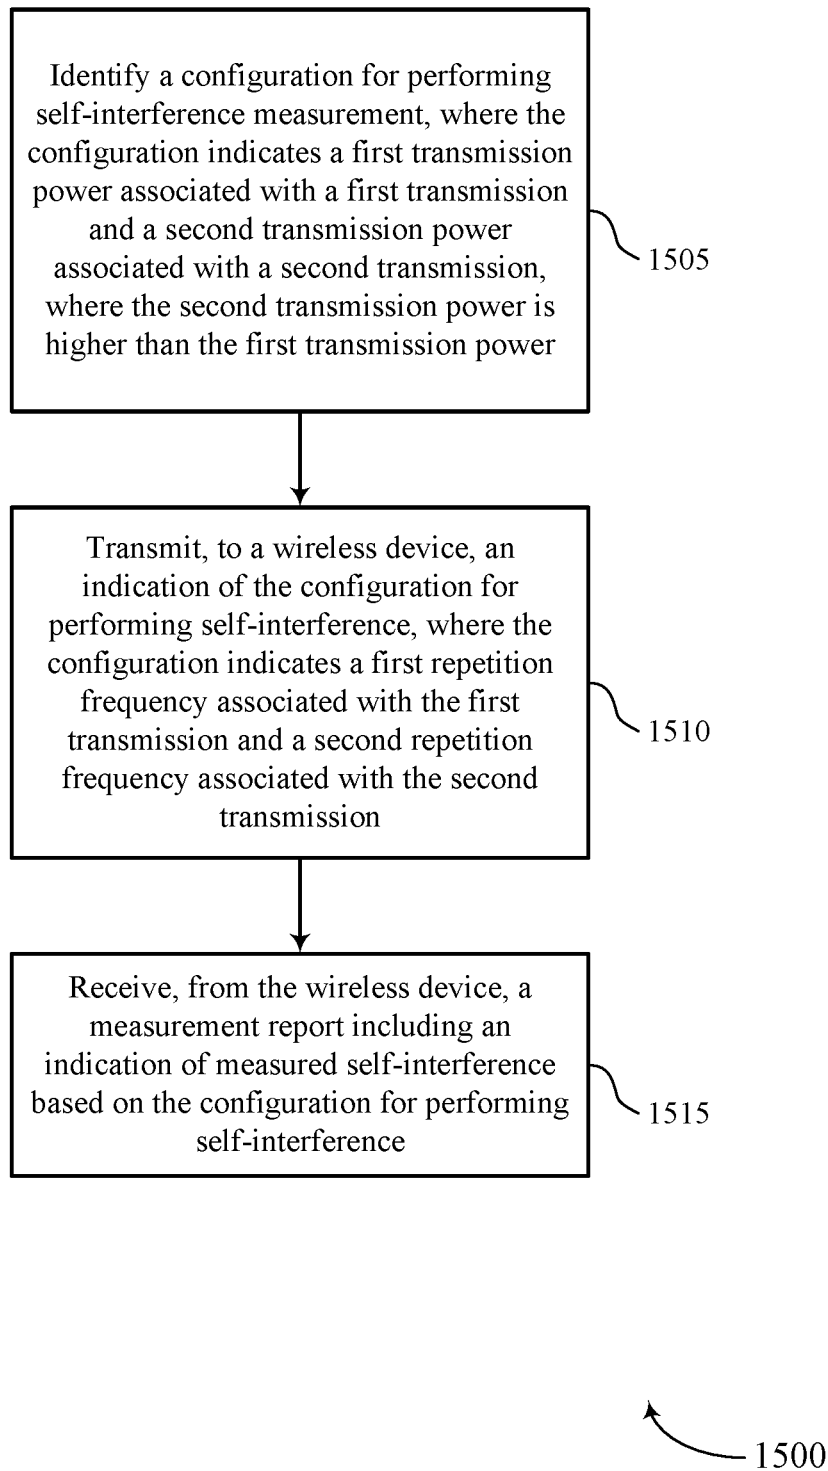 Identify a configuration for performing
self-interference measurement, where the
configuration indicates a first transmission
power associated with a first transmission
and a second transmission power
associated with a second transmission,
where the second transmission power is
higher than the first transmission power
1505
Transmit, to a wireless device, an
indication of the configuration for
performing self-interference, where the
configuration indicates a first repetition
frequency associated with the first
transmission and a second repetition
frequency associated with the second
transmission
1510
Receive, from the wireless device, a
measurement report including an
indication of measured self-interference
based on the configuration for performing
self-interference
1515
1500